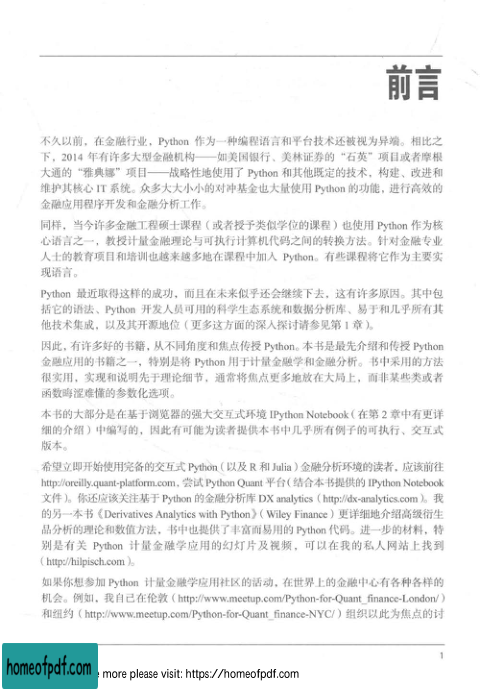 前言
不久以前，在金融行业，Python 作为一种编程语言和平台技术还被视为异端。相比之
下，2014 年有许多大型金融机构——如美国银行、美林证券的“石英”项目或者摩根
大通的“雅典娜”项目——战略性地使用了 Python 和其他既定的技术，构建、改进和
维护其核心 IT 系统。众多大大小小的对冲基金也大量使用 Python 的功能，进行高效的
金融应用程序开发和金融分析工作。
同样，当今许多金融工程硕士课程（或者授予类似学位的课程）也使用 Python 作为核
心语言之一，教授计量金融理论与可执行计算机代码之间的转换方法。针对金融专业
人士的教育项目和培训也越来越多地在课程中加入 Python。有些课程将它作为主要实
现语言。
Python 最近取得这样的成功，而且在未来似乎还会继续下去，这有许多原因。其中包
括它的语法、Python 开发人员可用的科学生态系统和数据分析库、易于和几乎所有其
他技术集成，以及其开源地位（更多这方面的深入探讨请参见第 1 章）。
因此，有许多好的书籍，从不同角度和焦点传授 Python。本书是最先介绍和传授 Python
金融应用的书籍之一，特别是将 Python 用于计量金融学和金融分析。书中采用的方法
很实用，实现和说明先于理论细节，通常将焦点更多地放在大局上，而非某些类或者
函数晦涩难懂的参数化选项。
本书的大部分是在基于浏览器的强大交互式环境 IPython Notebook（在第 2 章中有更详
细的介绍）中编写的，因此有可能为读者提供本书中几乎所有例子的可执行、交互式
版本。
希望立即开始使用完备的交互式 Python（以及 R 和 Julia）金融分析环境的读者，应该前往
http://oreilly.quant-platform.com，尝试 Python Quant 平台（结合本书提供的 IPython Notebook
文件）。你还应该关注基于 Python 的金融分析库 DX analytics（http://dx-analytics.com）。我
的另一本书《Derivatives Analytics with Python》（Wiley Finance）更详细地介绍高级衍生
品分析的理论和数值方法，书中也提供了丰富而易用的 Python 代码。进一步的材料，特
别是有关 Python 计量金融学应用的幻灯片及视频，可以在我的私人网站上找到
（http://hilpisch.com）。
如果你想参加 Python 计量金融学应用社区的活动，在世界上的金融中心有各种各样的
机会。例如，我自己在伦敦（http://www.meetup.com/Python-for-Quant_finance-London/）
和纽约（http://www.meetup.com/Python-for-Quant_finance-NYC/）组织以此为焦点的讨
1
homeofpdf.com
e more please visit: https://homeofpdf.com